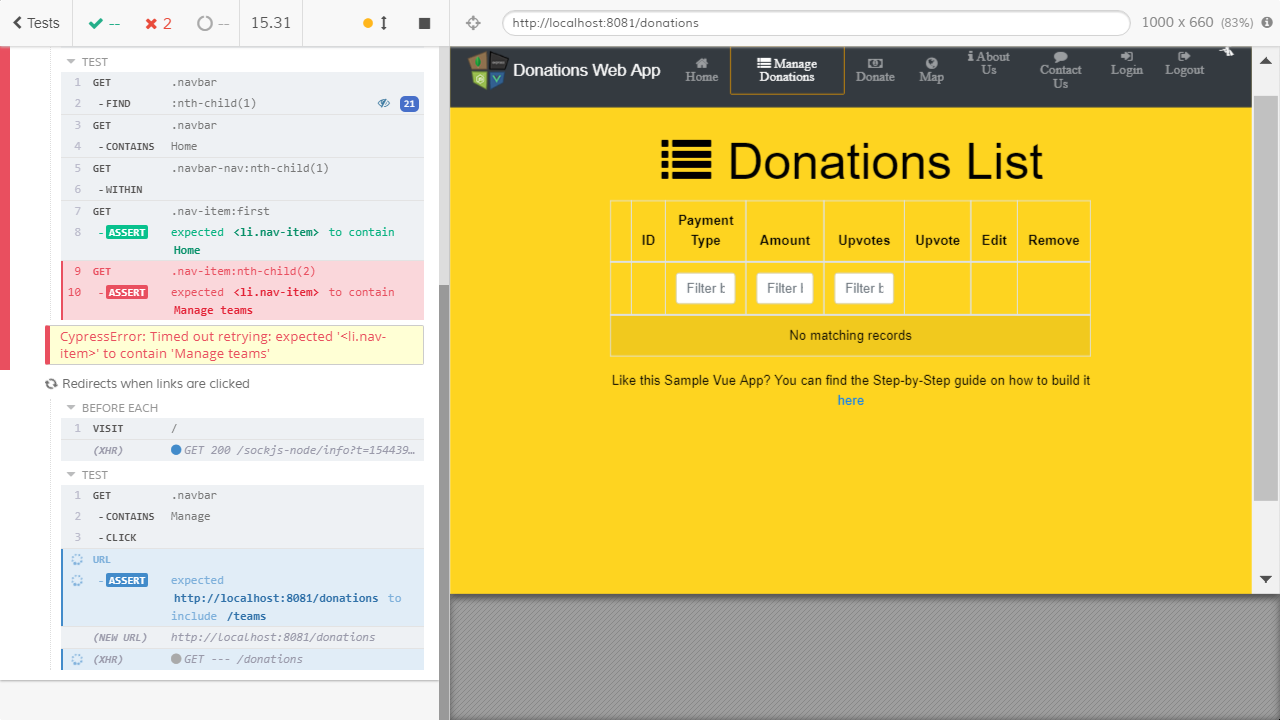 Tests
--
2
--
15.31
http://localhost:8081/donations
1000 x 660 (83%)
TEST
1 GET .navbar
2 -FIND :nth-child(1) 21
3 GET .navbar
4 -CONTAINS Home
5 GET .navbar-nav:nth-child(1)
6 -WITHIN
7 GET .nav-item:first
8 -ASSERT expected <li.nav-item> to contain
Home
9 GET .nav-item:nth-child(2)
10 -ASSERT expected <li.nav-item> to contain
Manage teams
CypressError: Timed out retrying: expected '<li.nav-
item>' to contain 'Manage teams'
Redirects when links are clicked
BEFORE EACH
1 VISIT /
(XHR) GET 200 /sockjs-node/info?t=154439…
TEST
1 GET .navbar
2 -CONTAINS Manage
3 -CLICK
URL
-ASSERT expected
http://localhost:8081/donations to
include /teams
(NEW URL) http://localhost:8081/donations
(XHR) GET --- /donations
Donations Web App
Home
Manage
Donations
Donate
Map
About
Us
Contact
Us
Login
Logout
Donations List
ID
Payment
Type
Amount
Upvotes
Upvote
Edit
Remove
Filter
Filter
Filter
No matching records
Like this Sample Vue App? You can find the Step-by-Step guide on how to build it
here